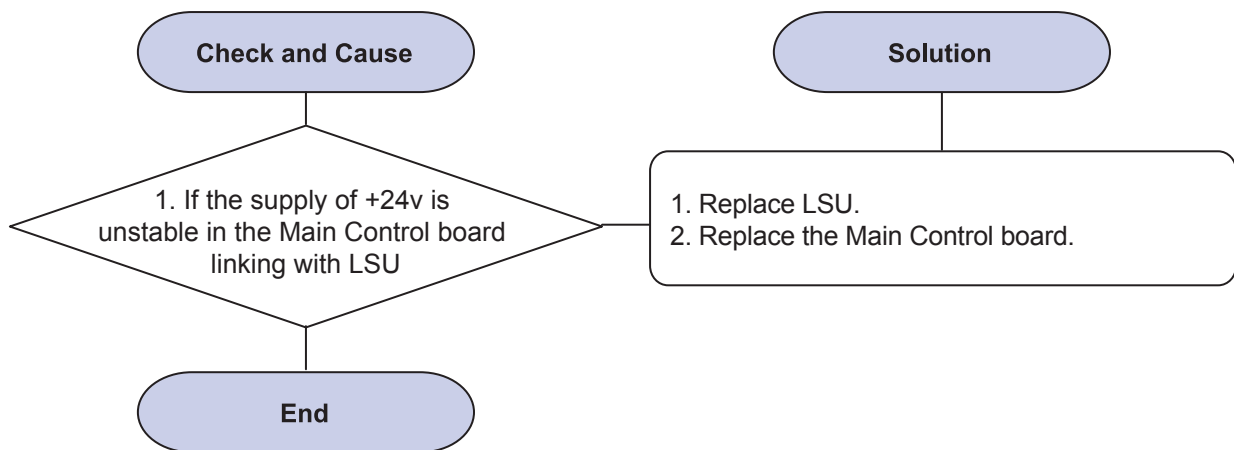 Check and Cause
Solution
1. If the supply of +24v is
unstable in the Main Control board
linking with LSU
1. Replace LSU.
2. Replace the Main Control board.
End